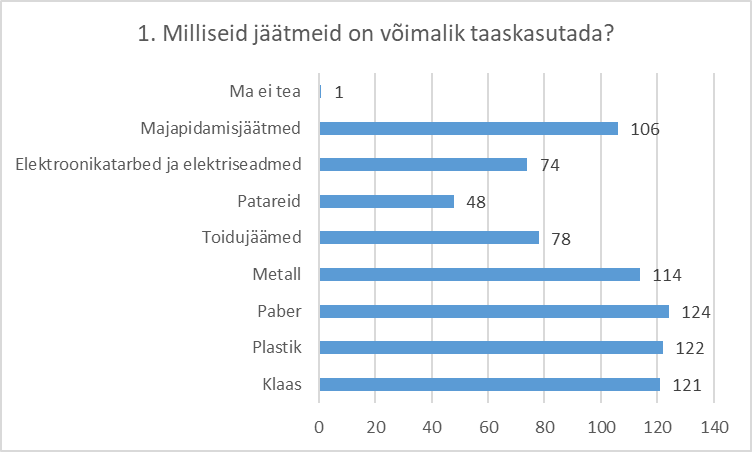 1. Milliseid jäätmeid on võimalik taaskasutada?
Ma ei tea 1
Majapidamisjäätmed 106
Elektroonikatarbed ja elektriseadmed 74
Patareid 48
Toidujäämed 78
Metall 114
Paber 124
Plastik 122
Klaas 121
0 20 40 60 80 100 120 140